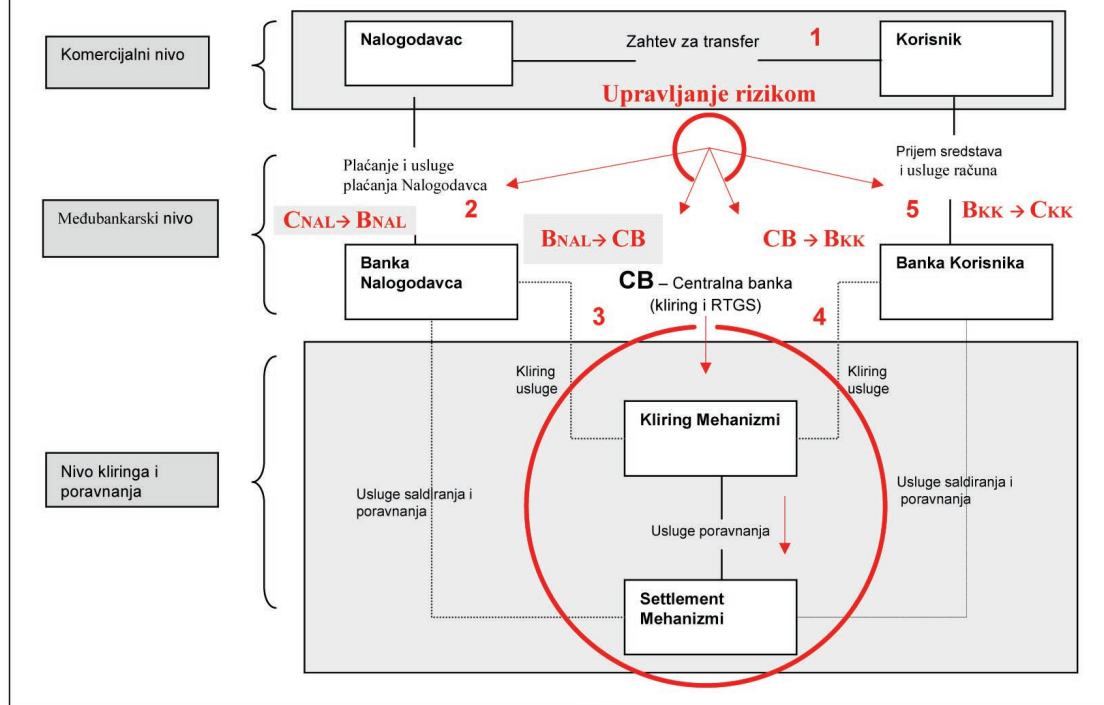 Komercijalni nivo
Nalogodavac
Zahtev za transfer
1
Korisnik
Upravljanje rizikom
Plaćanje i usluge
plaćanja Nalogodavca
Prijem sredstava
i usluge računa
Međubankarski nivo
CNAL→ BNAL
2
BNAL→ CB
CB → BKK
5
BKK → CKK
Banka
Nalogodavca
CB – Centralna banka
(kliring i RTGS)
Banka Korisnika
3
4
Kliring
usluge
Kliring
usluge
Kliring Mehanizmi
Nivo kliringa i
poravnanja
Usluge saldiranja i
poravnanja
Usluge saldiranja i
poravnanja
Usluge poravnanja
Settlement
Mehanizmi